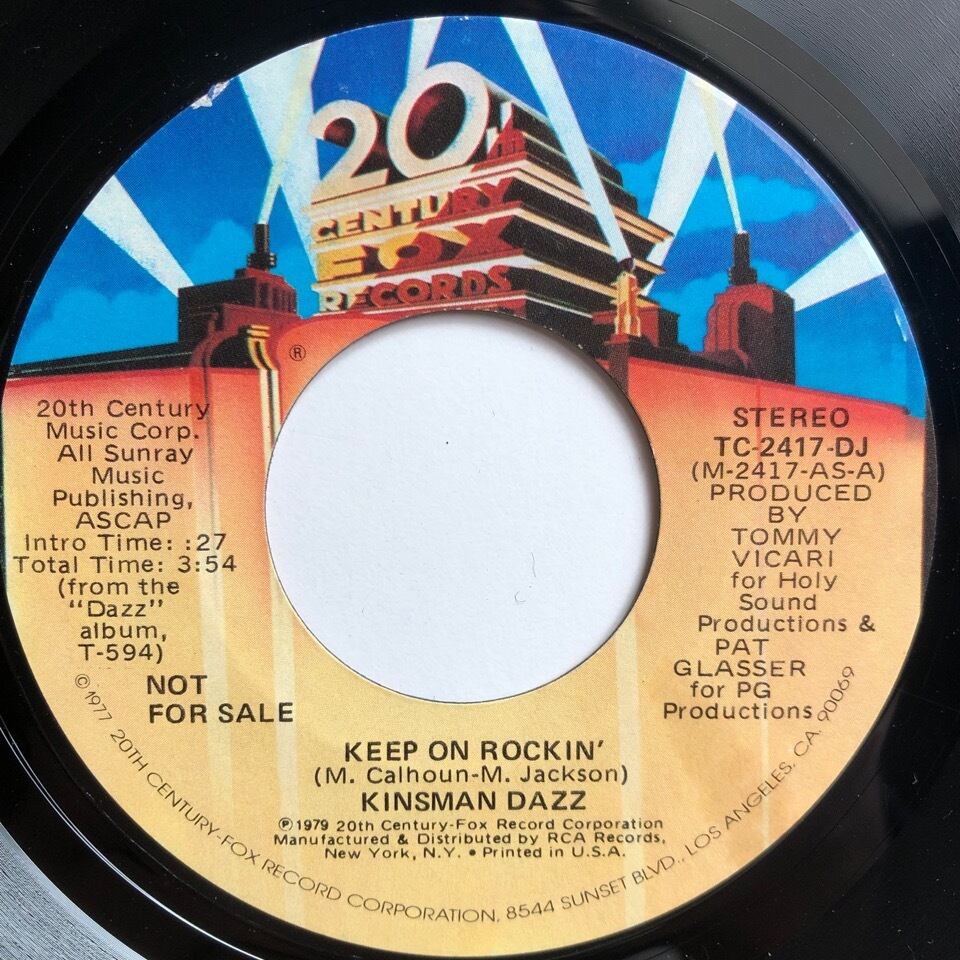 20th
CENTURY
FOX
RECORDS
®
20th Century
Music Corp.
All Sunray
Music
Publishing,
ASCAP
Intro Time: :27
Total Time: 3:54
(from the
"Dazz"
album,
T-594)
NOT
FOR SALE
STEREO
TC-2417-DJ
(M-2417-AS-A)
PRODUCED
BY
TOMMY
VICARI
for Holy
Sound
Productions &
PAT
GLASSER
for PG
Productions
KEEP ON ROCKIN'
(M. Calhoun-M. Jackson)
KINSMAN DAZZ
℗1979 20th Century-Fox Record Corporation
Manufactured & Distributed by RCA Records,
New York, N.Y. • Printed in U.S.A.
©1977 20TH CENTURY-FOX RECORD CORPORATION, 8544 SUNSET BLVD., LOS ANGELES, CA. 90069